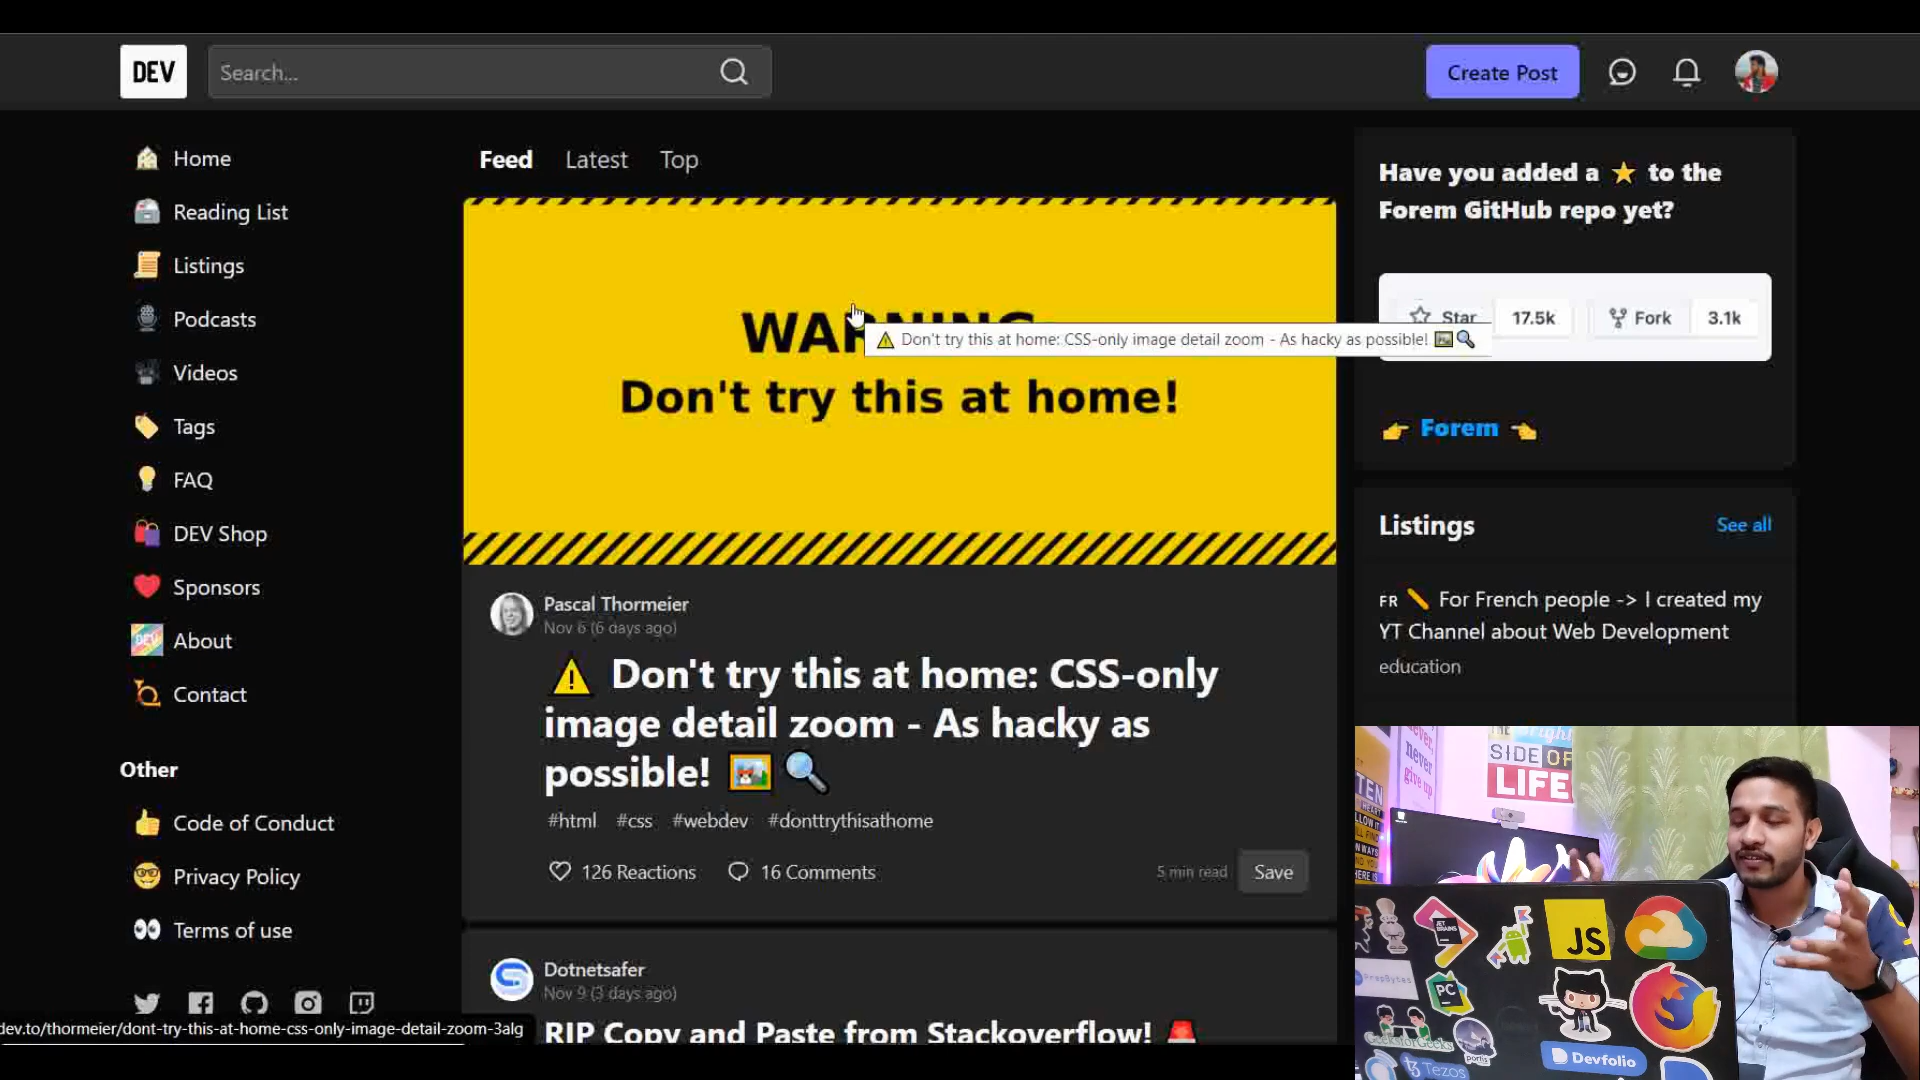 DEV
Search...
Create Post
Home
Reading List
Listings
Podcasts
Videos
Tags
FAQ
DEV Shop
Sponsors
About
Contact
Other
Code of Conduct
Privacy Policy
Terms of use
dev.to/thormeier/dont-try-this-at-home-css-only-image-detail-zoom-3alg
Feed Latest Top
Don't try this at home: CSS-only image detail zoom - As hacky as possible!
Don't try this at home!
Pascal Thormeier
Nov 6 (6 days ago)
Don't try this at home: CSS-only
image detail zoom - As hacky as
possible!
#html #css #webdev #donttrythisathome
126 Reactions
16 Comments
5 min read
Save
Dotnetsafer
Nov 9 (3 days ago)
RIP Copy and Paste from Stackoverflow!
Have you added a ⭐ to the
Forem GitHub repo yet?
Star 17.5k Fork 3.1k
Forem
Listings
See all
FR ✏️ For French people -> I created my
YT Channel about Web Development
education
never
give up
SIDE OF
LIFE
JET
BRAINS
JS
PC
GeeksforGeeks
Devfolio
Tezos